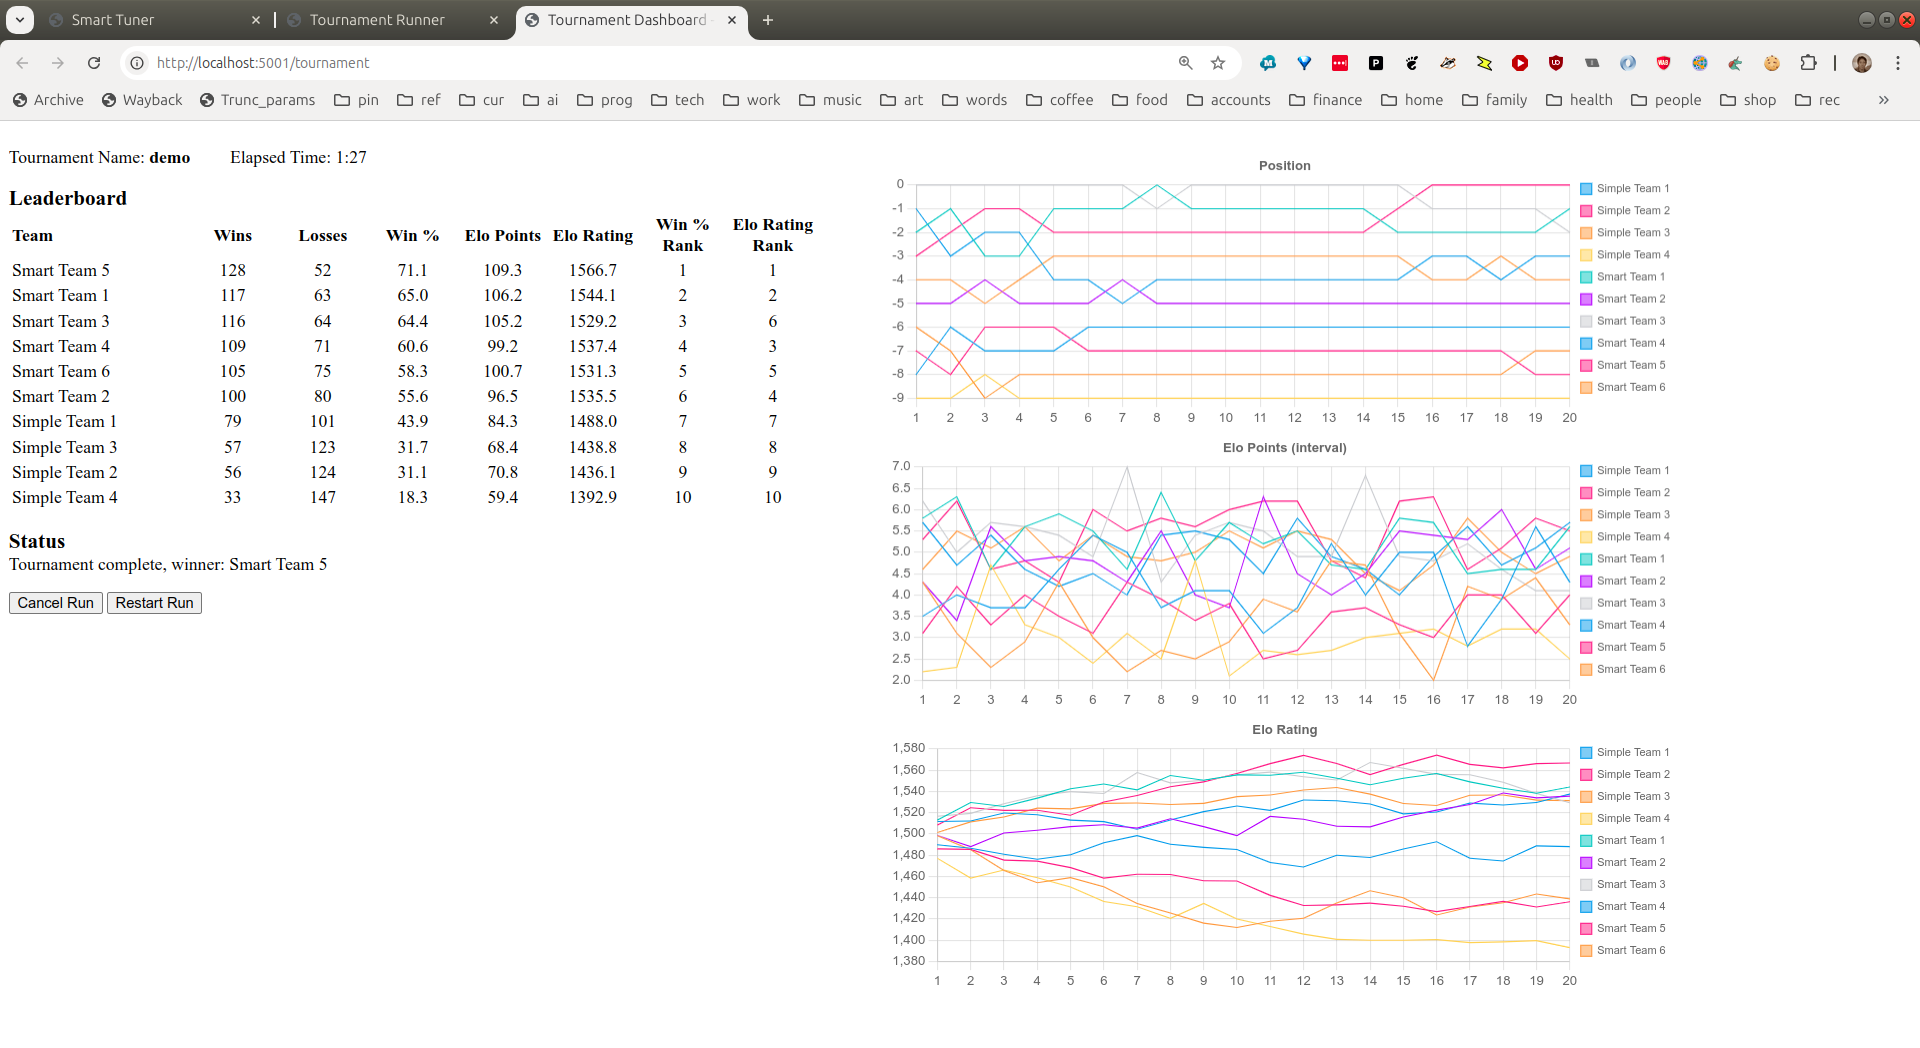 Smart Tuner
Tournament Runner
Tournament Dashboard
http://localhost:5001/tournament
Archive Wayback Trunc_params pin ref cur ai prog tech work music art words coffee food accounts finance home family health people shop rec
Tournament Name: demo Elapsed Time: 1:27
Leaderboard
Team Wins Losses Win % Elo Points Elo Rating Win % Rank Elo Rating Rank
Smart Team 5 128 52 71.1 109.3 1566.7 1 1
Smart Team 1 117 63 65.0 106.2 1544.1 2 2
Smart Team 3 116 64 64.4 105.2 1529.2 3 6
Smart Team 4 109 71 60.6 99.2 1537.4 4 3
Smart Team 6 105 75 58.3 100.7 1531.3 5 5
Smart Team 2 100 80 55.6 96.5 1535.5 6 4
Simple Team 1 79 101 43.9 84.3 1488.0 7 7
Simple Team 3 57 123 31.7 68.4 1438.8 8 8
Simple Team 2 56 124 31.1 70.8 1436.1 9 9
Simple Team 4 33 147 18.3 59.4 1392.9 10 10
Status
Tournament complete, winner: Smart Team 5
Cancel Run Restart Run
Position
0
-1
-2
-3
-4
-5
-6
-7
-8
-9
1 2 3 4 5 6 7 8 9 10 11 12 13 14 15 16 17 18 19 20
Simple Team 1
Simple Team 2
Simple Team 3
Simple Team 4
Smart Team 1
Smart Team 2
Smart Team 3
Smart Team 4
Smart Team 5
Smart Team 6
Elo Points (interval)
7.0
6.5
6.0
5.5
5.0
4.5
4.0
3.5
3.0
2.5
2.0
1 2 3 4 5 6 7 8 9 10 11 12 13 14 15 16 17 18 19 20
Simple Team 1
Simple Team 2
Simple Team 3
Simple Team 4
Smart Team 1
Smart Team 2
Smart Team 3
Smart Team 4
Smart Team 5
Smart Team 6
Elo Rating
1,580
1,560
1,540
1,520
1,500
1,480
1,460
1,440
1,420
1,400
1,380
1 2 3 4 5 6 7 8 9 10 11 12 13 14 15 16 17 18 19 20
Simple Team 1
Simple Team 2
Simple Team 3
Simple Team 4
Smart Team 1
Smart Team 2
Smart Team 3
Smart Team 4
Smart Team 5
Smart Team 6